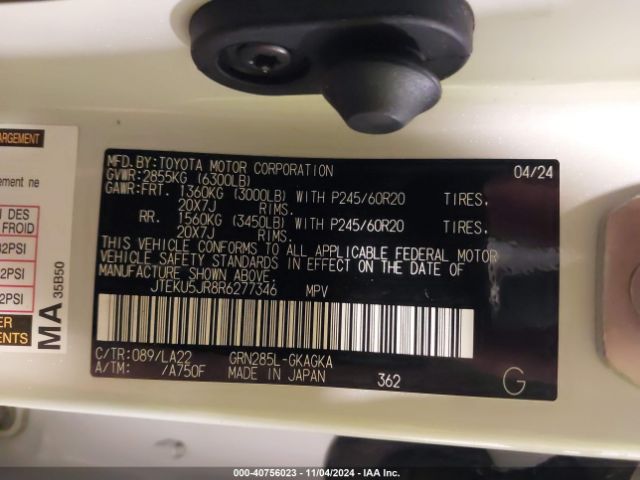 ARGEMENT
ement ne
N DES
FROID
2PSI
2PSI
2PSI
ER
ENTS
MA
35B50
MFD.BY:TOYOTA MOTOR CORPORATION 04/24
GVWR:2855KG (6300LB)
GAWR:FRT. 1360KG (3000LB) WITH P245/60R20 TIRES,
20X7J RIMS.
RR. 1560KG (3450LB) WITH P245/60R20 TIRES,
20X7J RIMS.
THIS VEHICLE CONFORMS TO ALL APPLICABLE FEDERAL MOTOR
VEHICLE SAFETY STANDARDS IN EFFECT ON THE DATE OF
MANUFACTURE SHOWN ABOVE.
JTEKU5JR8R6277346 MPV
C/TR:089/LA22 GRN285L-GKAGKA
A/TM: /A750F MADE IN JAPAN 362 G
000-40756023 - 11/04/2024 - IAA Inc.